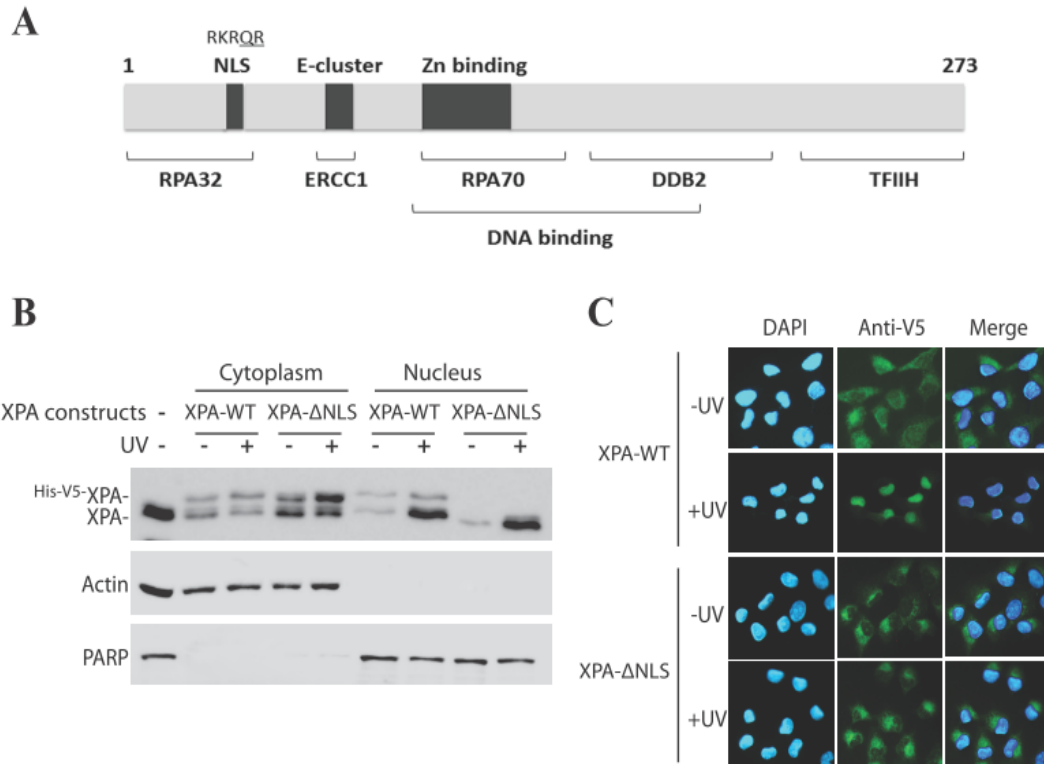 A
RKRQR
1 NLS E-cluster Zn binding 273
RPA32 ERCC1 RPA70 DDB2 TFIIH
DNA binding
B
Cytoplasm Nucleus
XPA constructs - XPA-WT XPA-ΔNLS XPA-WT XPA-ΔNLS
UV - - + - + - + - +
His-V5-XPA-
XPA-
Actin
PARP
C
DAPI Anti-V5 Merge
-UV
XPA-WT
+UV
-UV
XPA-ΔNLS
+UV